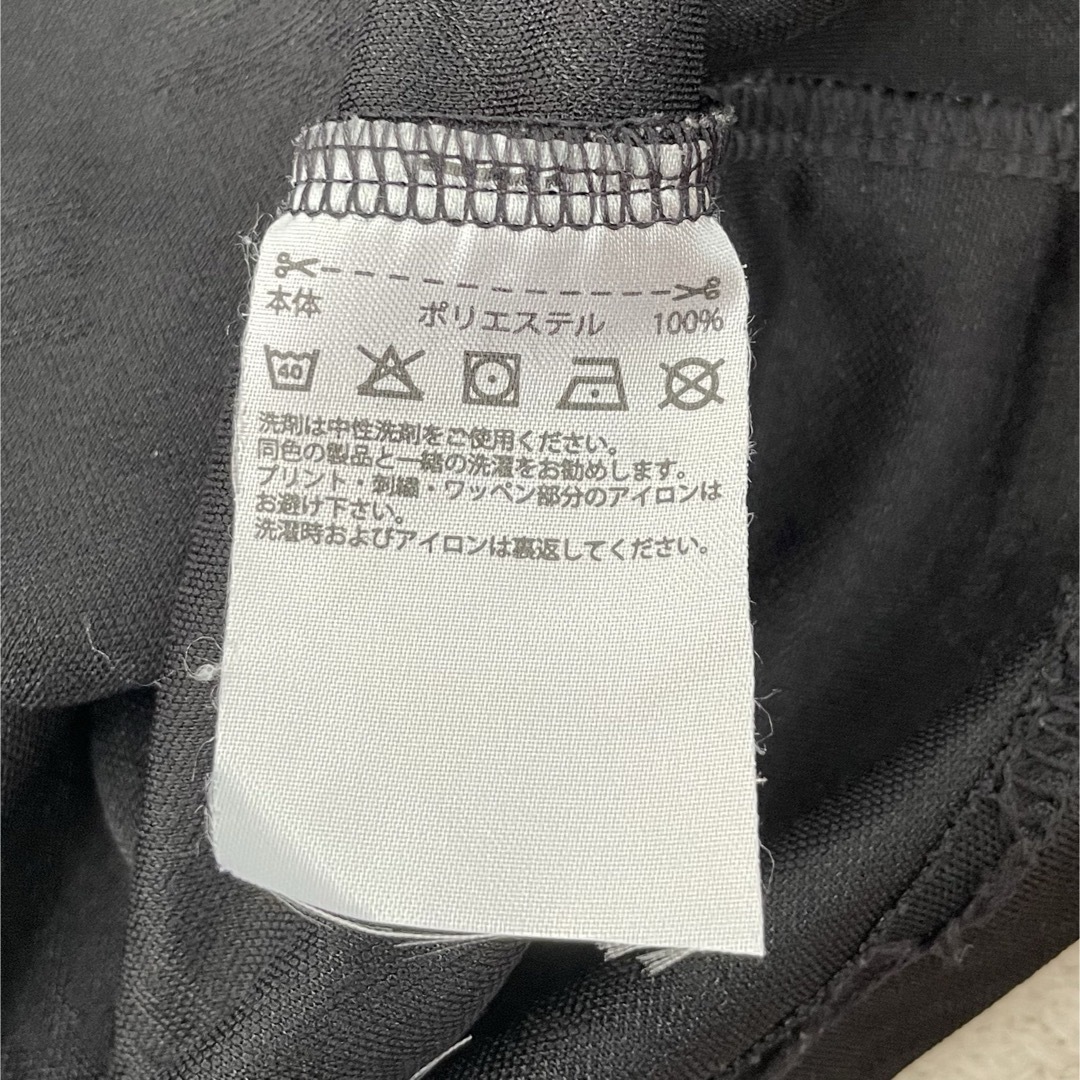 本体 ポリエステル 100%
40
洗剤は中性洗剤をご使用ください。
同色の製品と一緒の洗濯をお勧めします。
プリント・刺繍・ワッペン部分のアイロンは
お避け下さい。
洗濯時およびアイロンは裏返してください。